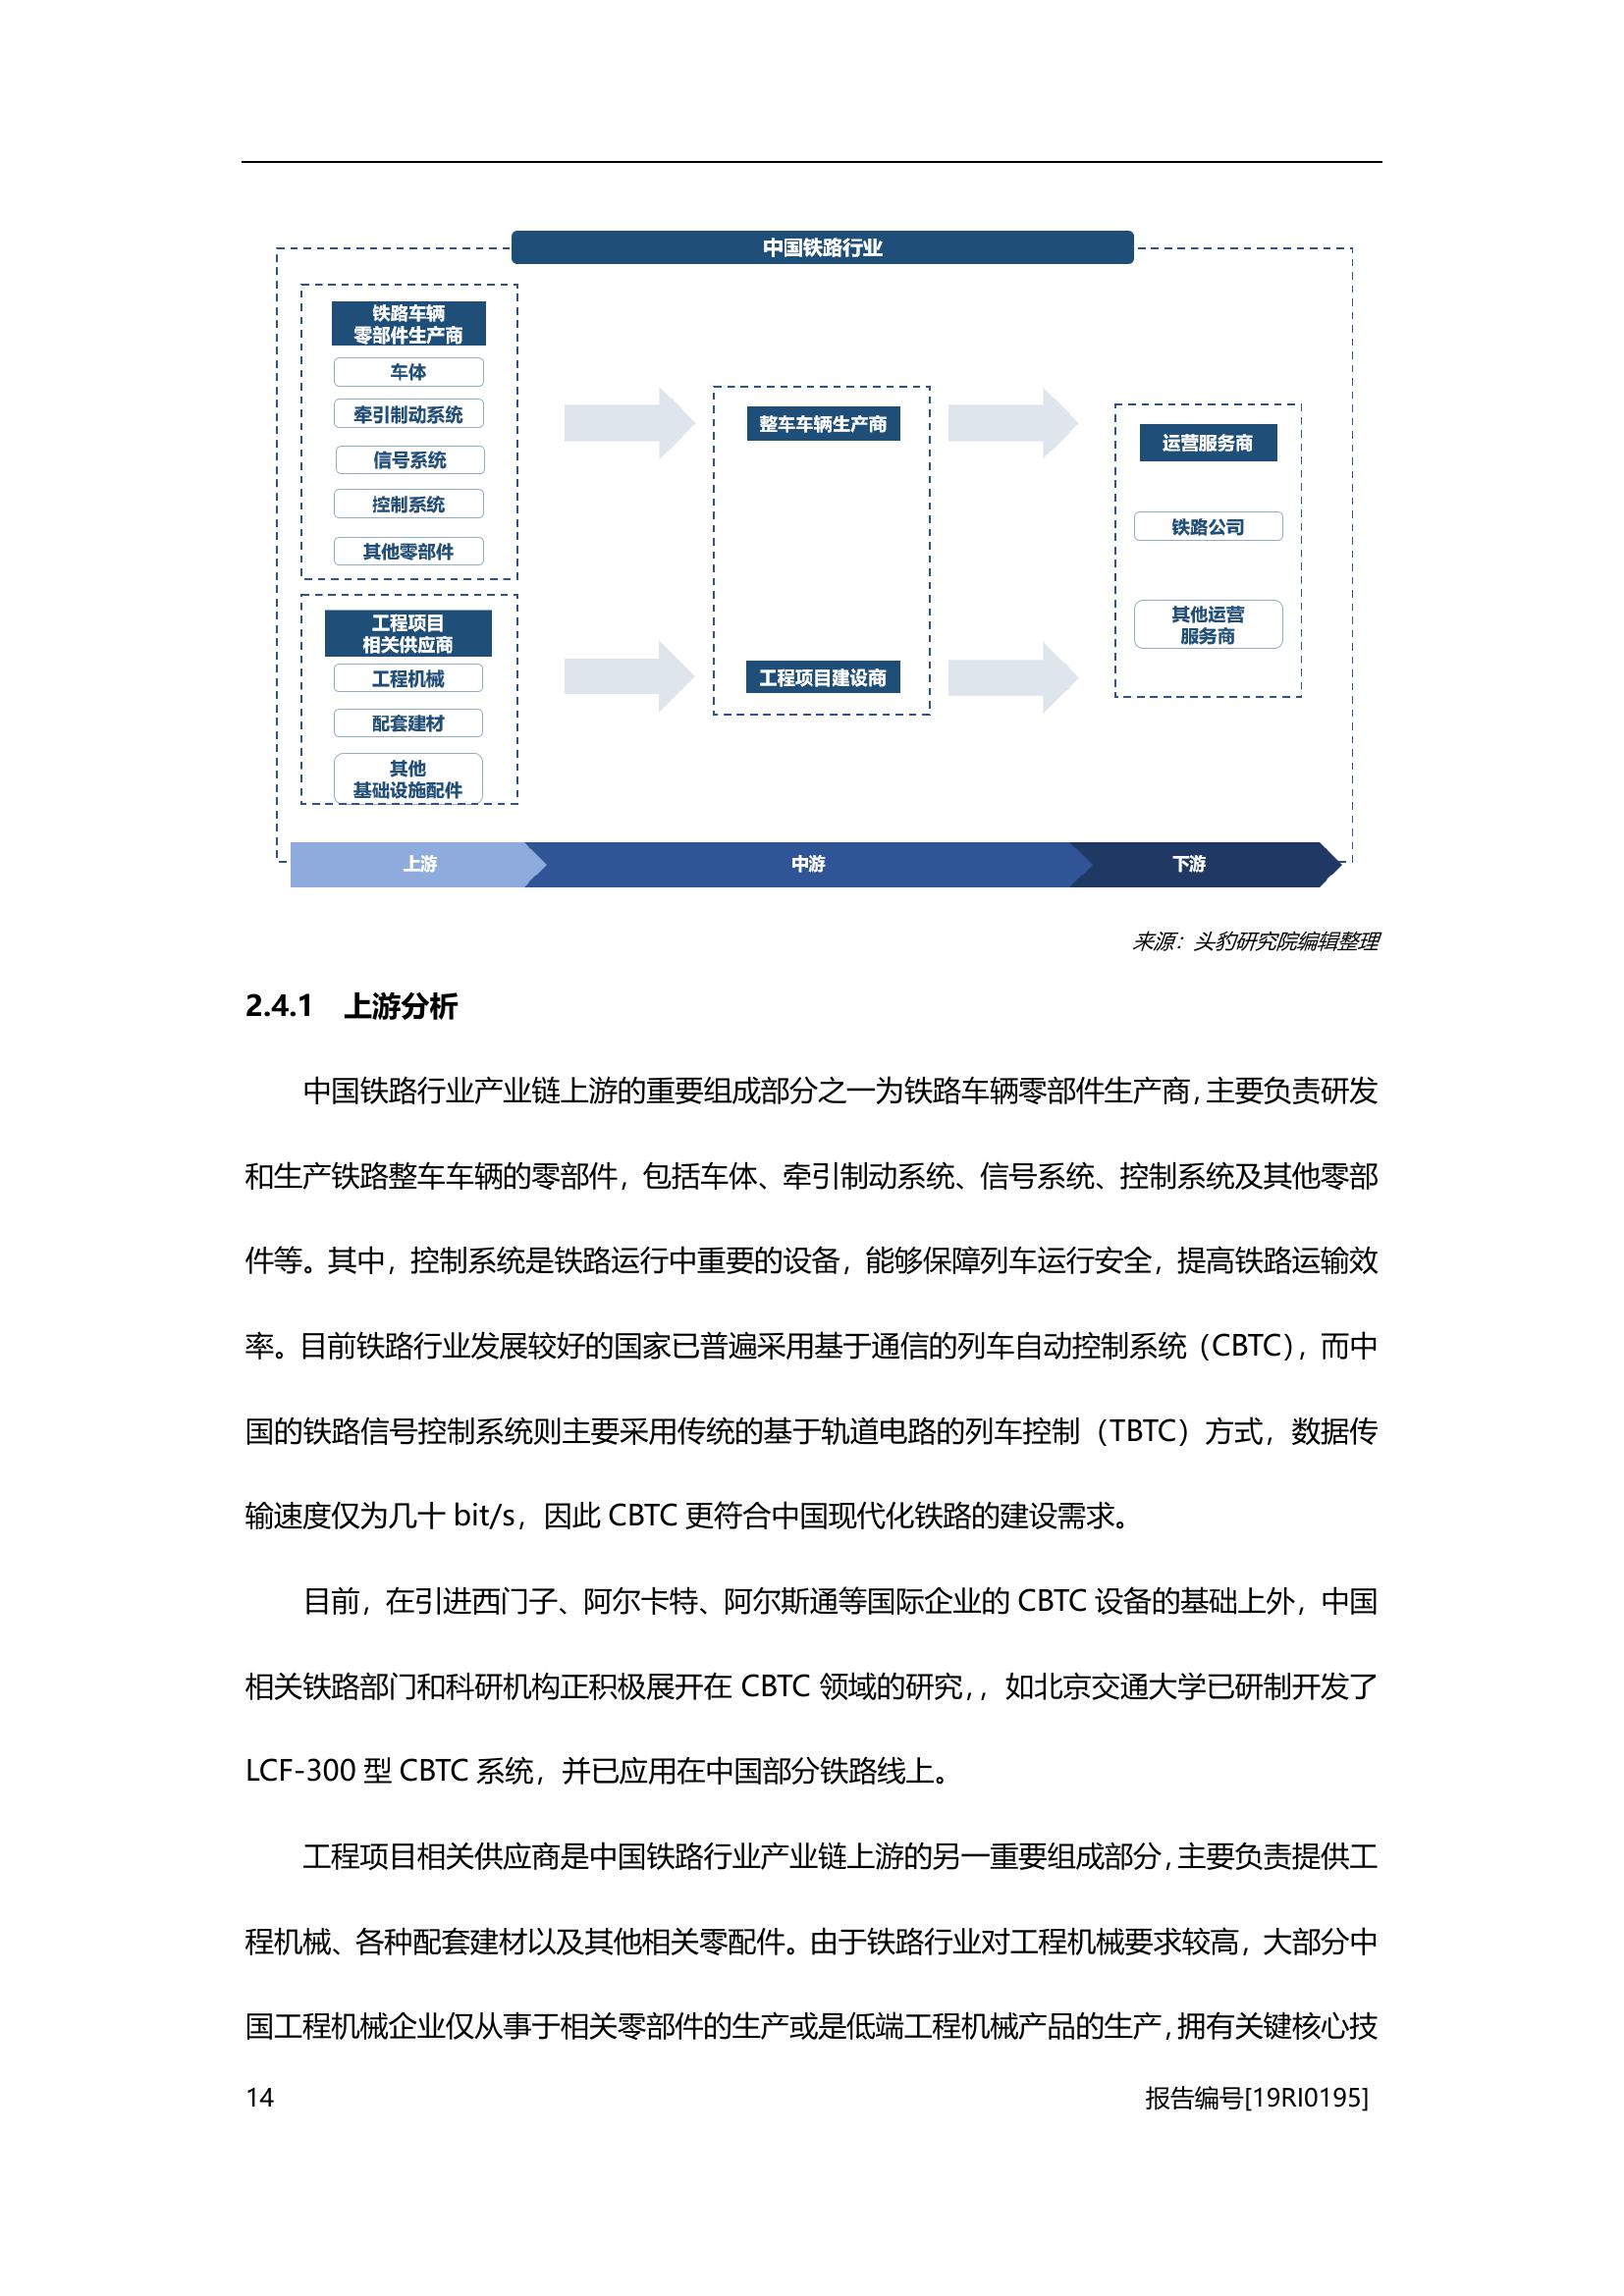 中国铁路行业
铁路车辆
零部件生产商
车体
牵引制动系统
信号系统
控制系统
其他零部件
工程项目
相关供应商
工程机械
配套建材
其他
基础设施配件
整车车辆生产商
工程项目建设商
运营服务商
铁路公司
其他运营
服务商
上游
中游
下游
来源：头豹研究院编辑整理
2.4.1 上游分析
中国铁路行业产业链上游的重要组成部分之一为铁路车辆零部件生产商，主要负责研发
和生产铁路整车车辆的零部件，包括车体、牵引制动系统、信号系统、控制系统及其他零部
件等。其中，控制系统是铁路运行中重要的设备，能够保障列车运行安全，提高铁路运输效
率。目前铁路行业发展较好的国家已普遍采用基于通信的列车自动控制系统（CBTC），而中
国的铁路信号控制系统则主要采用传统的基于轨道电路的列车控制（TBTC）方式，数据传
输速度仅为几十 bit/s，因此 CBTC 更符合中国现代化铁路的建设需求。
目前，在引进西门子、阿尔卡特、阿尔斯通等国际企业的 CBTC 设备的基础上外，中国
相关铁路部门和科研机构正积极展开在 CBTC 领域的研究，，如北京交通大学已研制开发了
LCF-300 型 CBTC 系统，并已应用在中国部分铁路线上。
工程项目相关供应商是中国铁路行业产业链上游的另一重要组成部分，主要负责提供工
程机械、各种配套建材以及其他相关零配件。由于铁路行业对工程机械要求较高，大部分中
国工程机械企业仅从事于相关零部件的生产或是低端工程机械产品的生产，拥有关键核心技
14
报告编号[19RI0195]